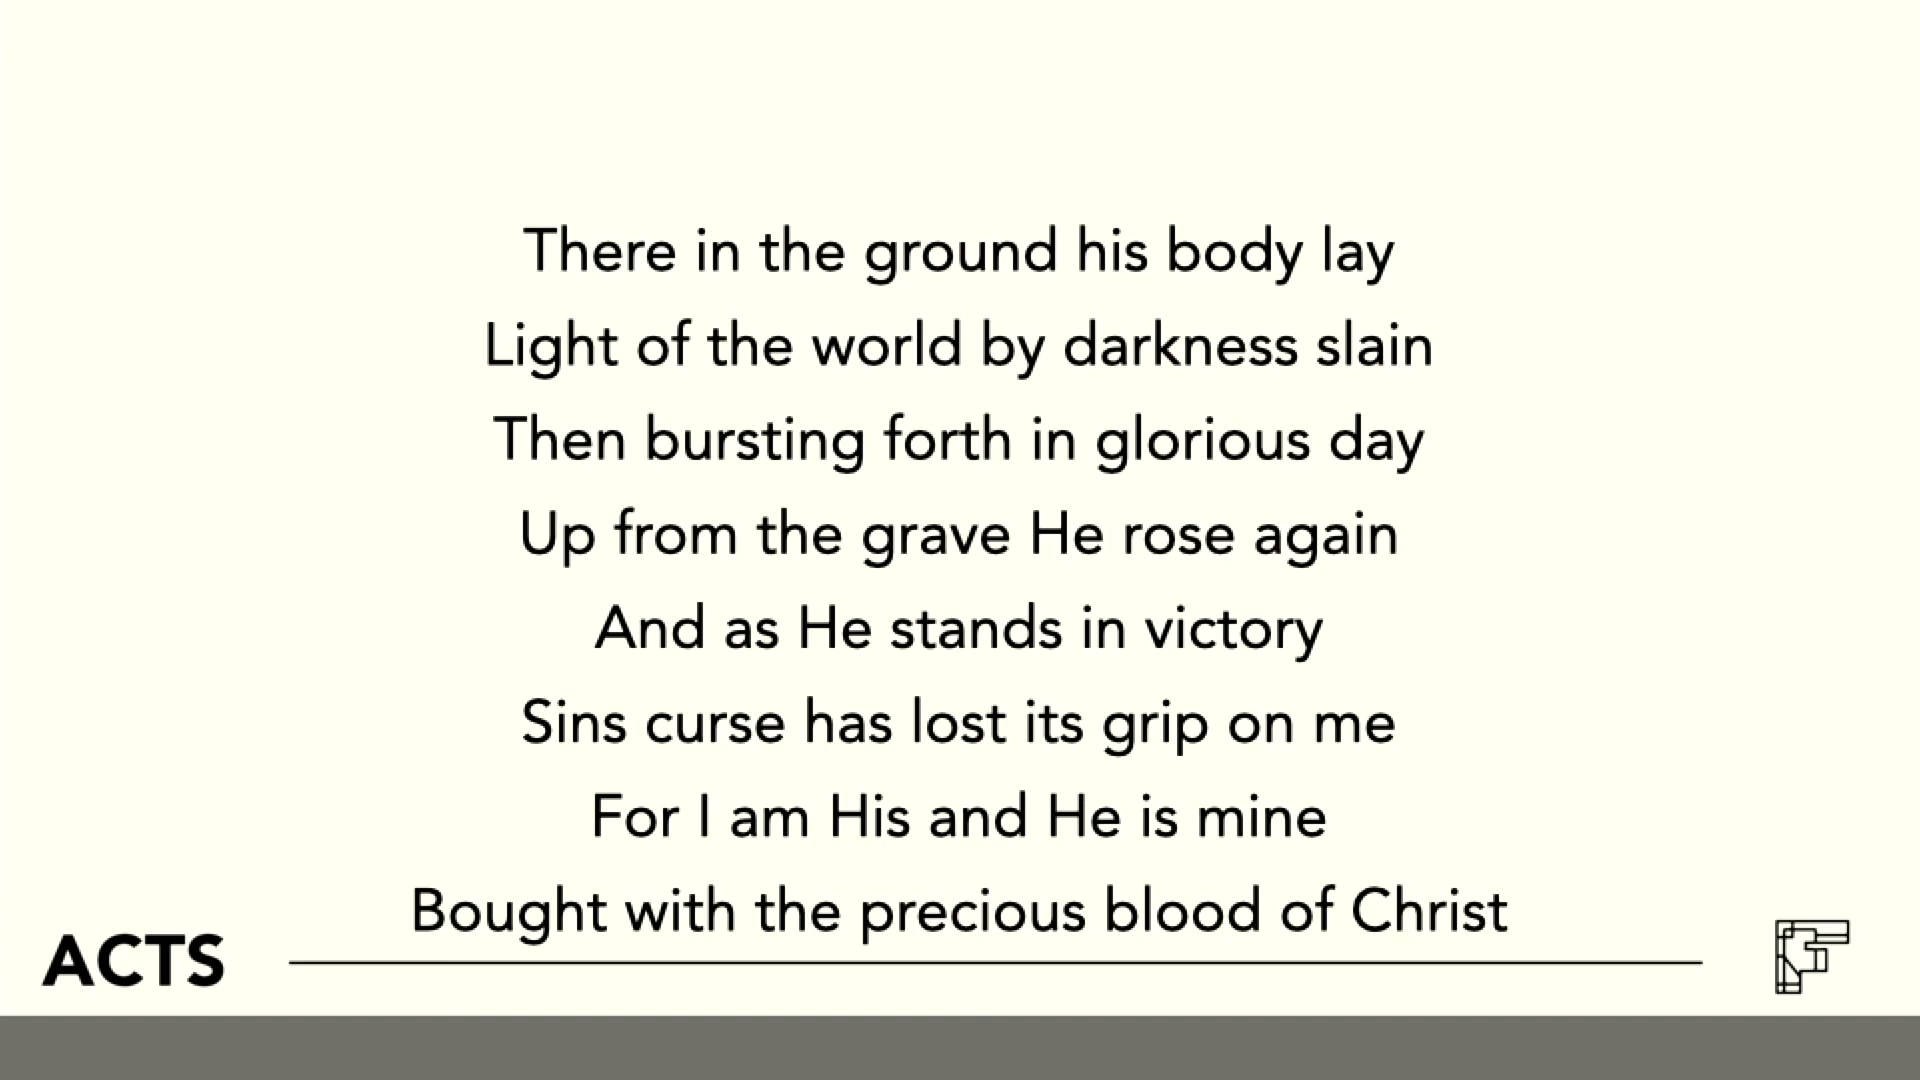 There in the ground his body lay
Light of the world by darkness slain
Then bursting forth in glorious day
Up from the grave He rose again
And as He stands in victory
Sins curse has lost its grip on me
For I am His and He is mine
Bought with the precious blood of Christ
ACTS